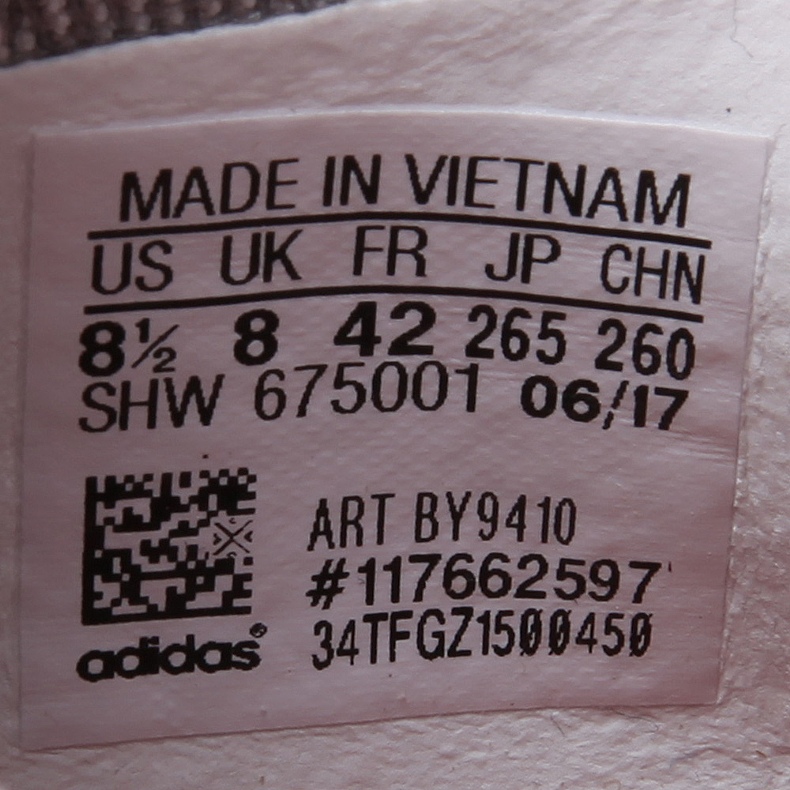 MADE IN VIETNAM
US UK FR JP CHN
8½ 8 42 265 260
SHW 675001 06/17
ART BY9410
#117662597
34TFGZ1500450
adidas®